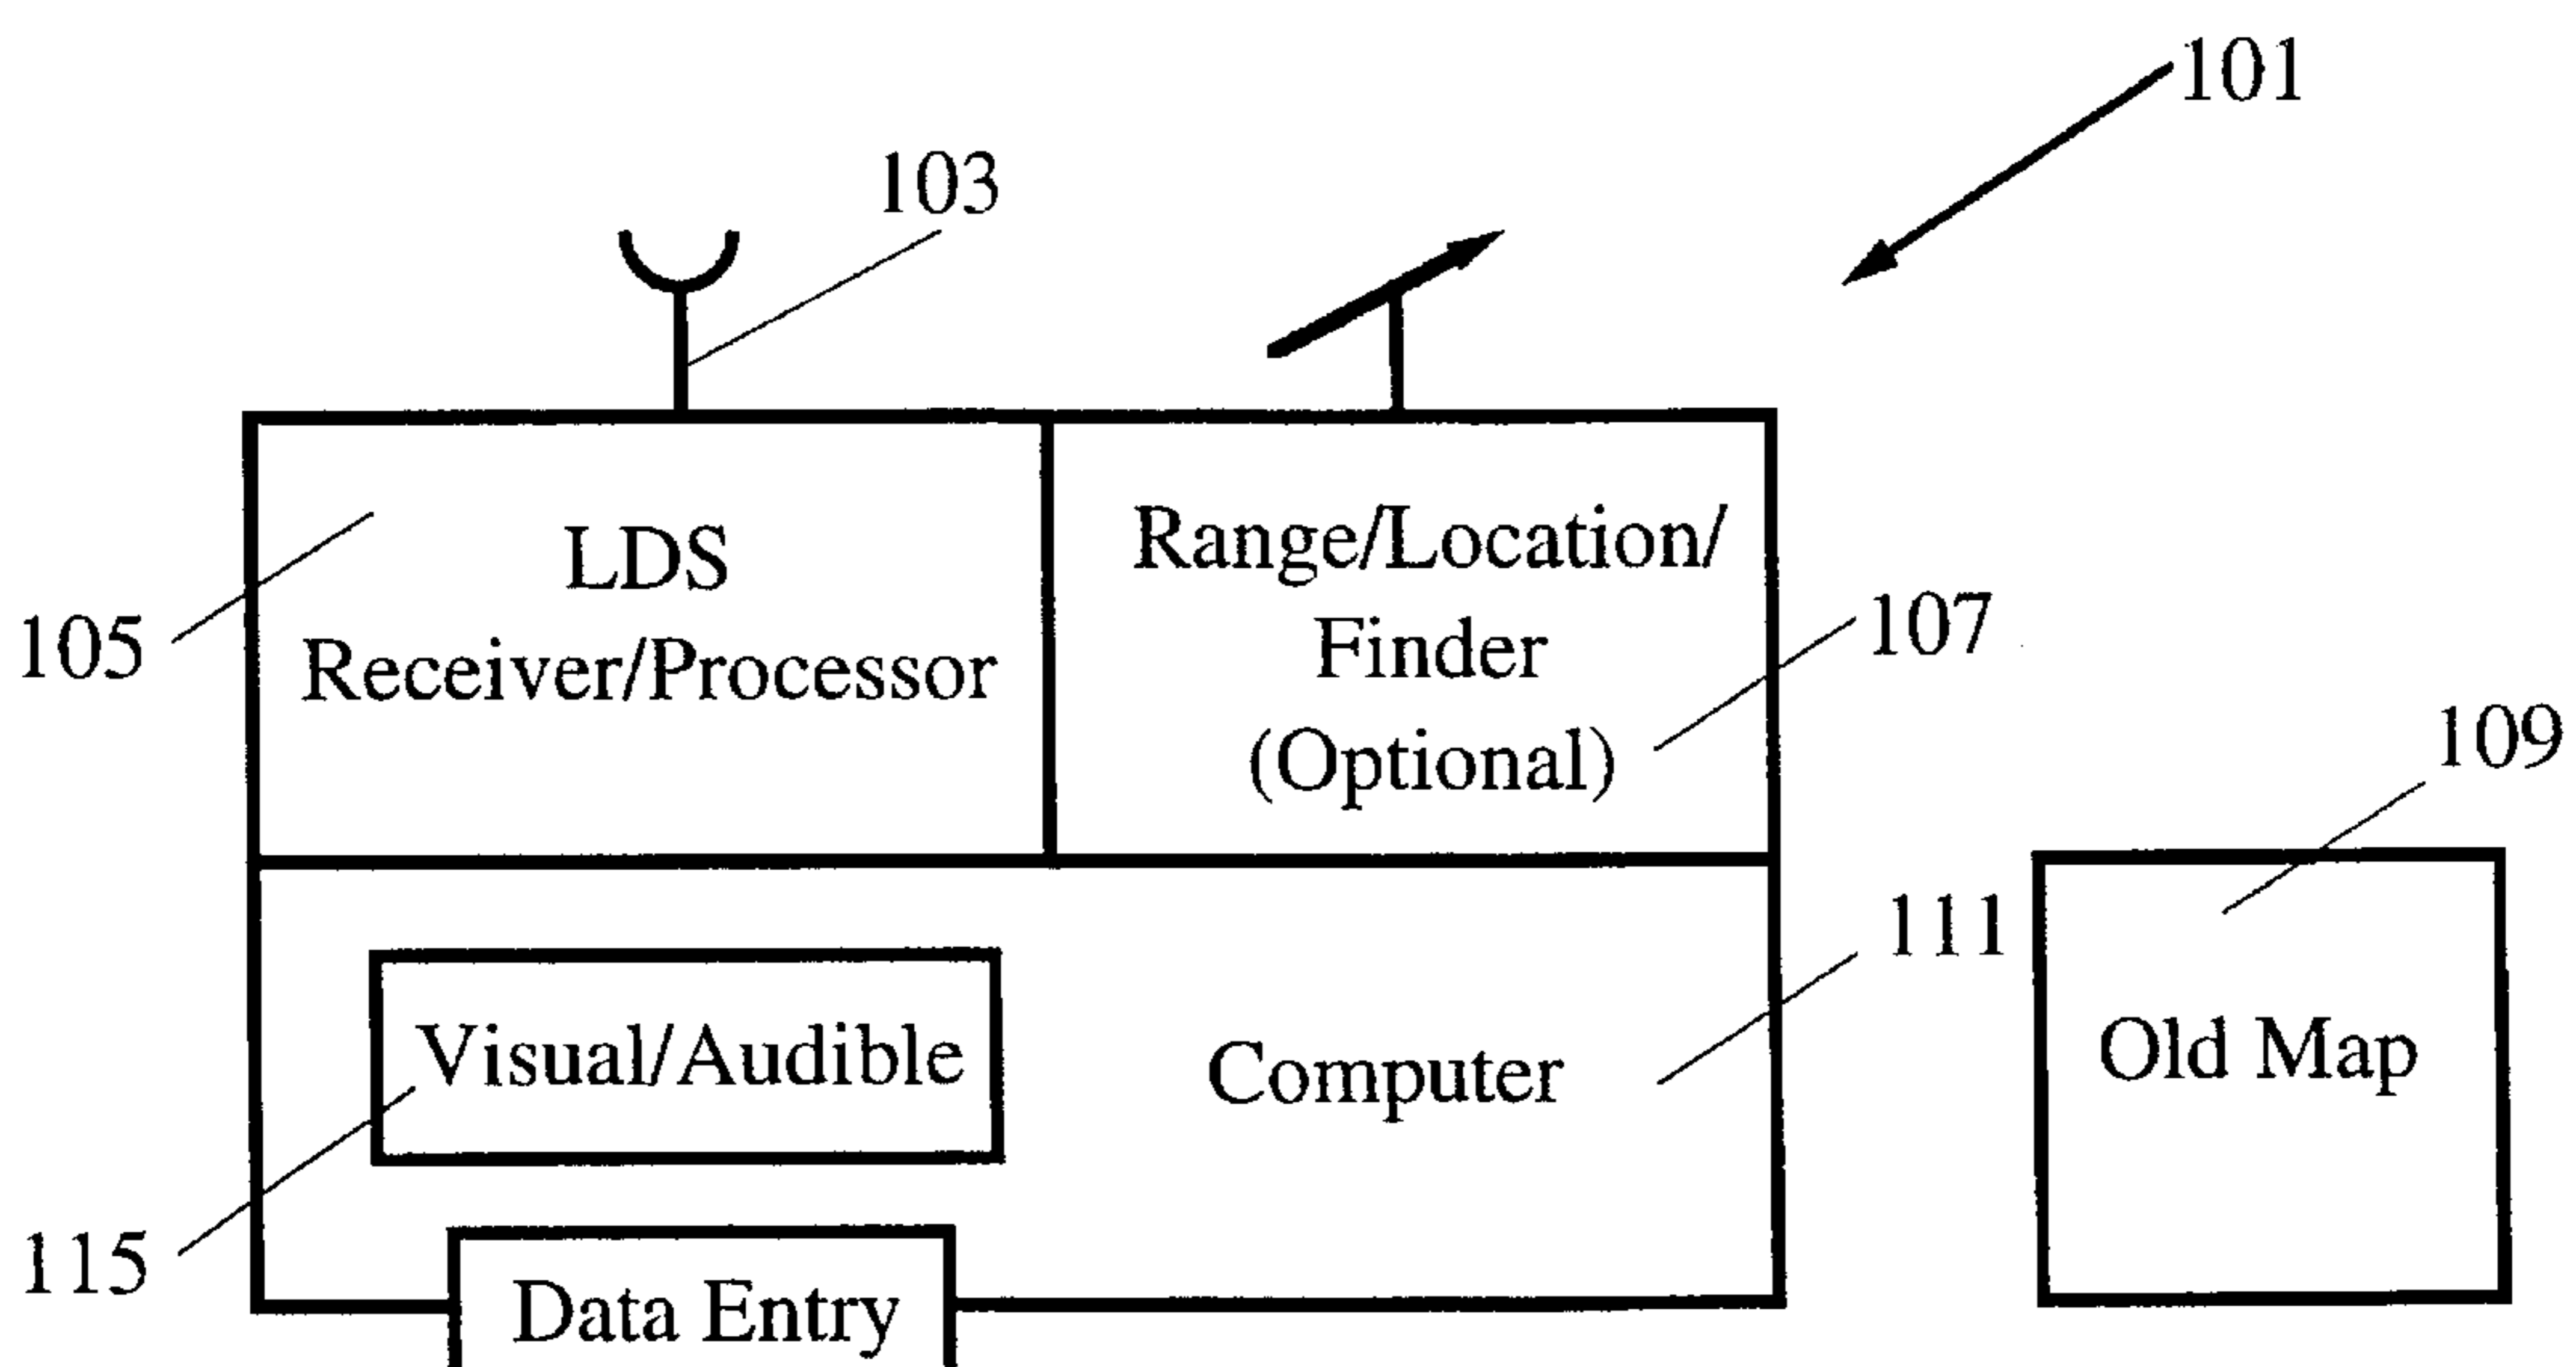 101
103
LDS
Receiver/Processor
Range/Location/
Finder
(Optional)
105
107
109
Visual/Audible
Computer
111
Old Map
115
Data Entry